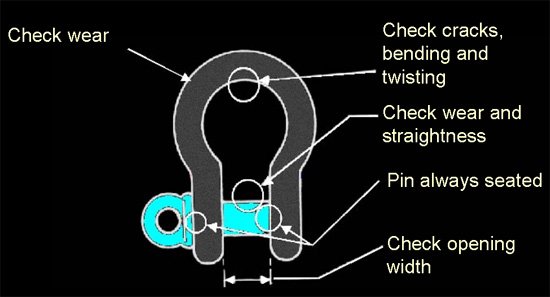 Check wear
Check cracks,
bending and
twisting
Check wear and
straightness
Pin always seated
Check opening
width